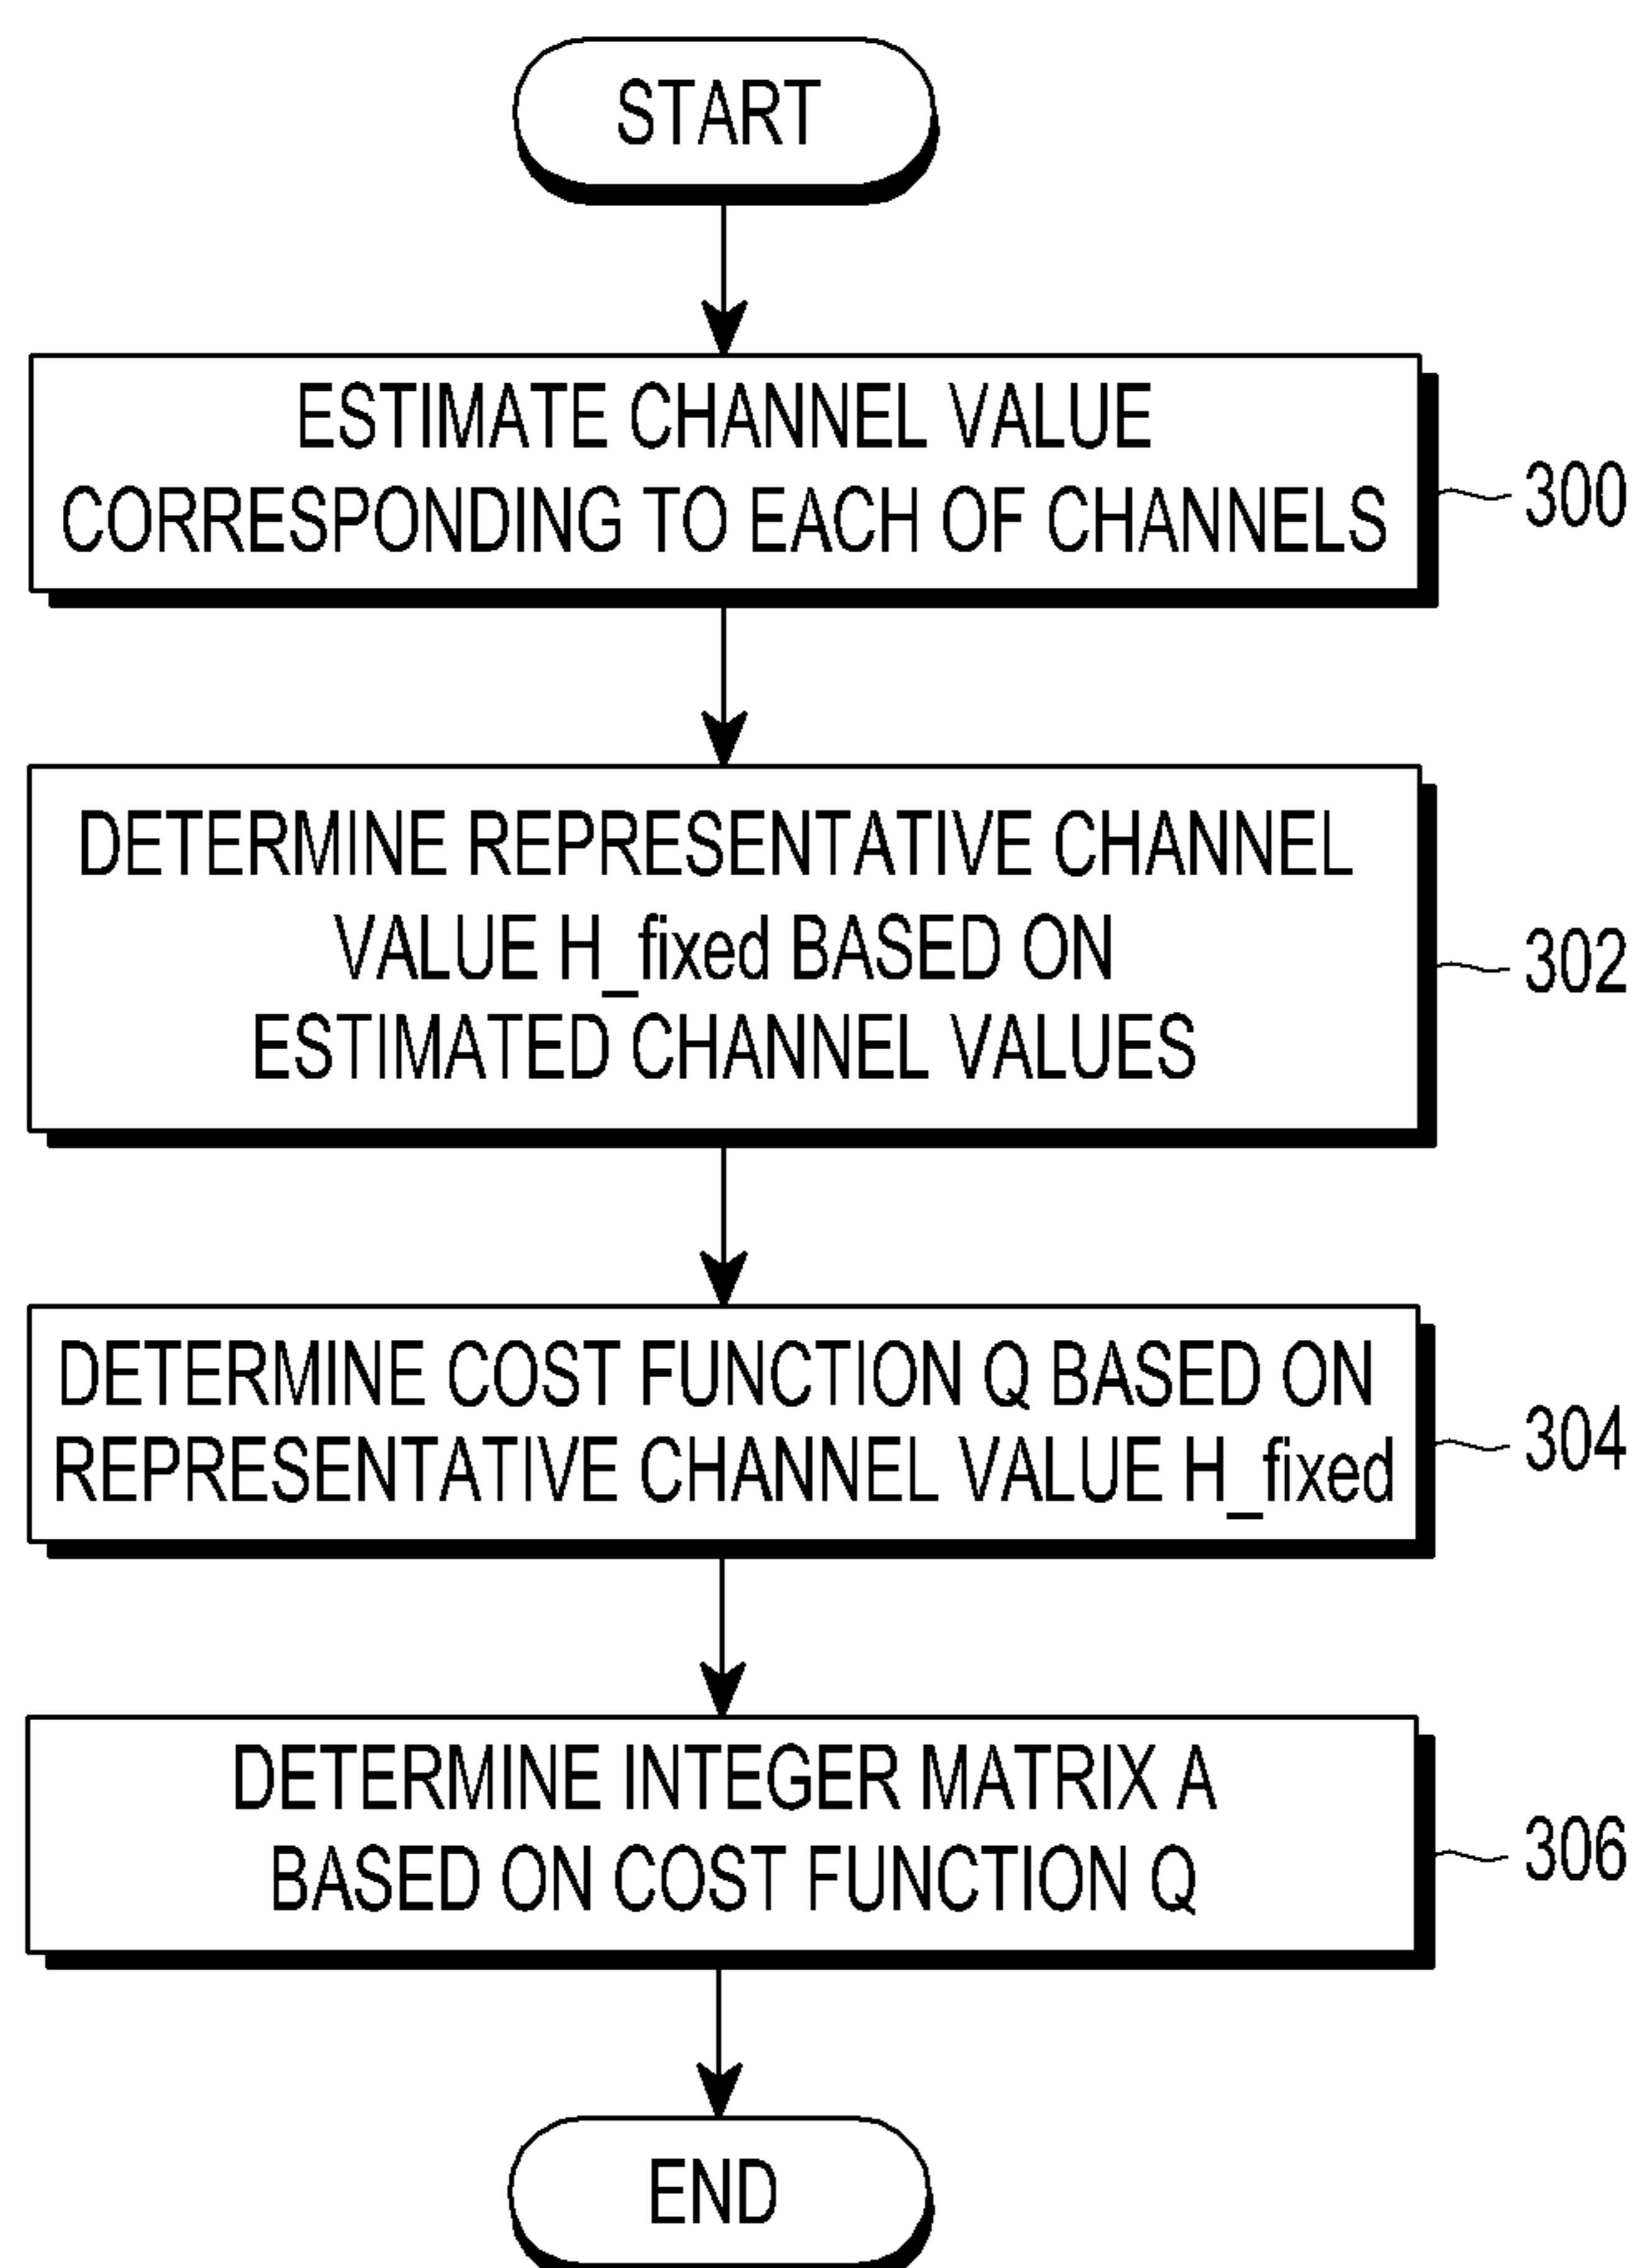 START
ESTIMATE CHANNEL VALUE
CORRESPONDING TO EACH OF CHANNELS
300
DETERMINE REPRESENTATIVE CHANNEL
VALUE H_fixed BASED ON
ESTIMATED CHANNEL VALUES
302
DETERMINE COST FUNCTION Q BASED ON
REPRESENTATIVE CHANNEL VALUE H_fixed
304
DETERMINE INTEGER MATRIX A
BASED ON COST FUNCTION Q
306
END